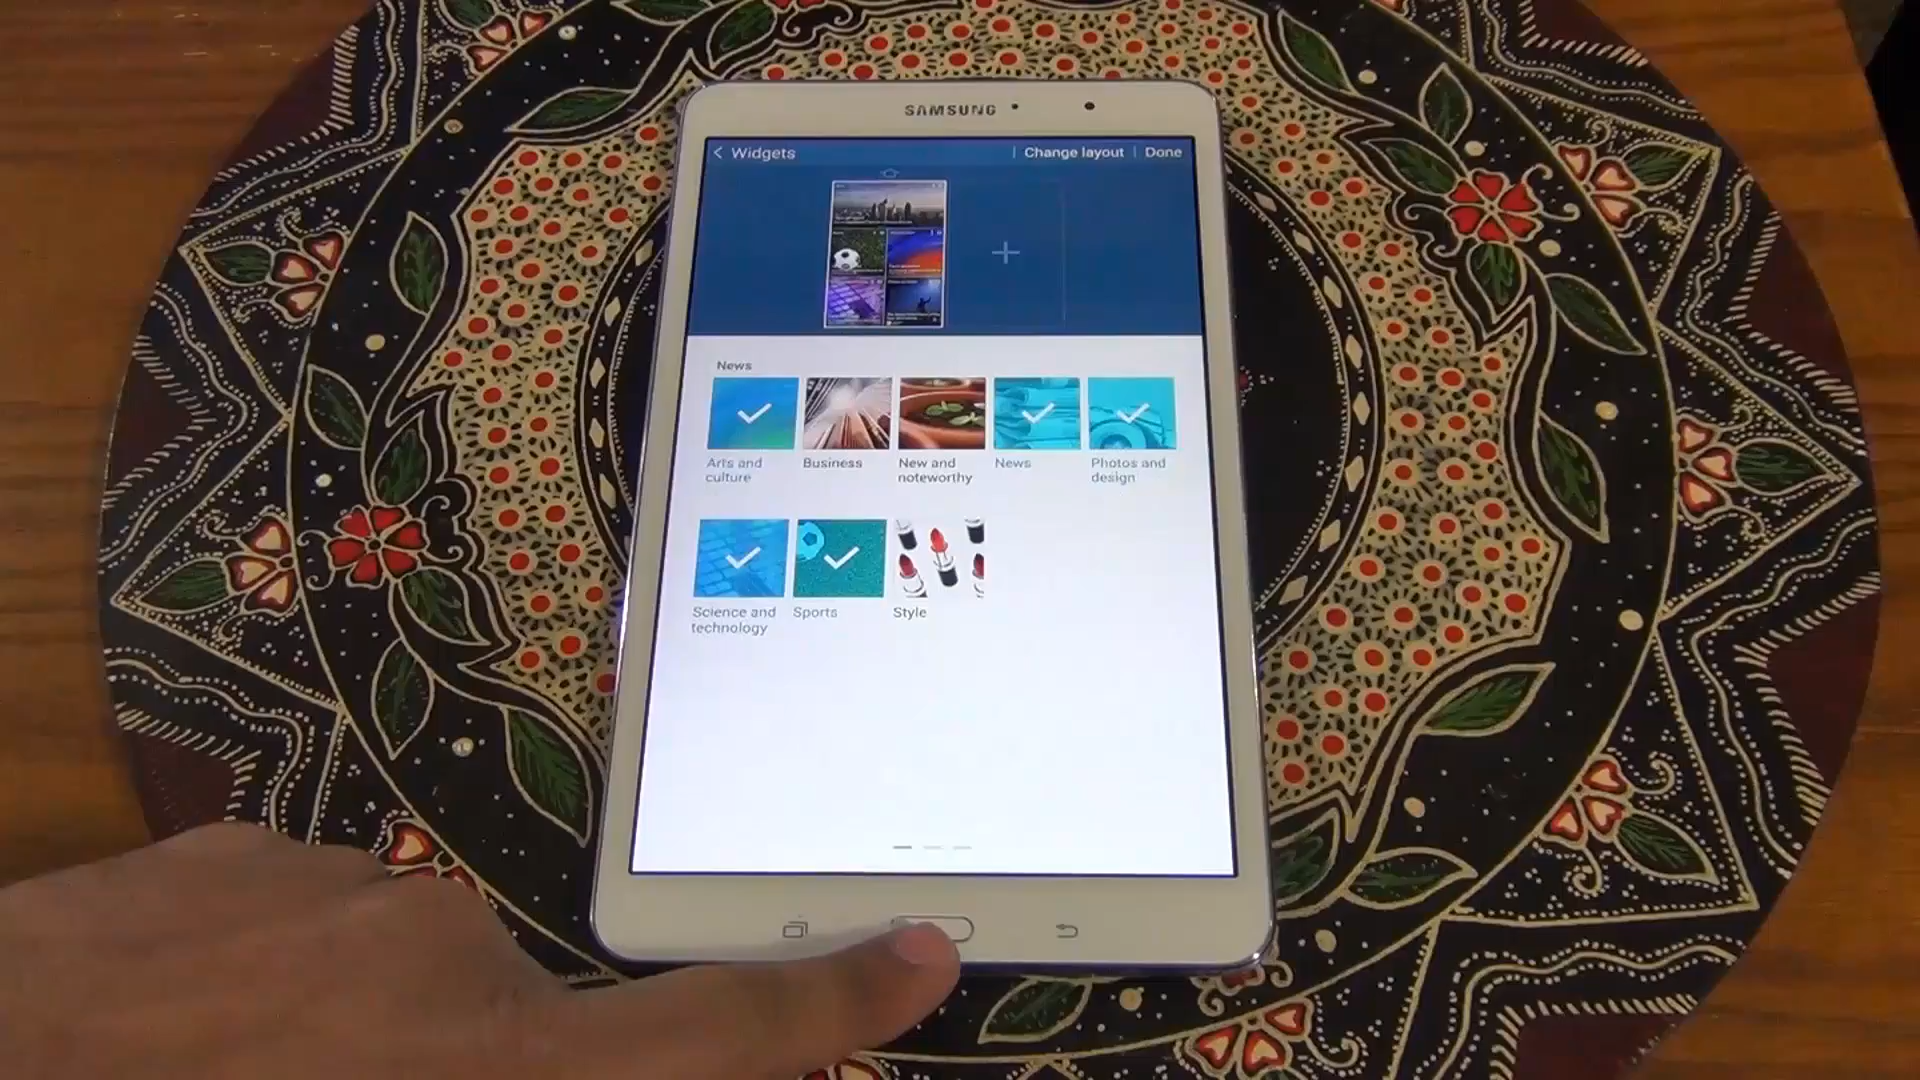 SAMSUNG
Widgets
Change layout
Done
News
Arts and
culture
Business
New and
noteworthy
News
Photos and
design
Science and
technology
Sports
Style